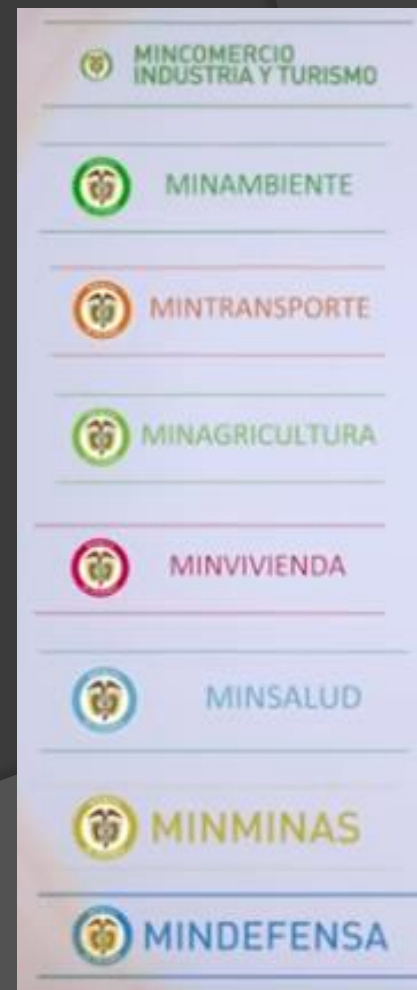 MINCOMERCIO
INDUSTRIA Y TURISMO
MINAMBIENTE
MINTRANSPORTE
MINAGRICULTURA
MINVIVIENDA
MINSALUD
MINMINAS
MINDEFENSA